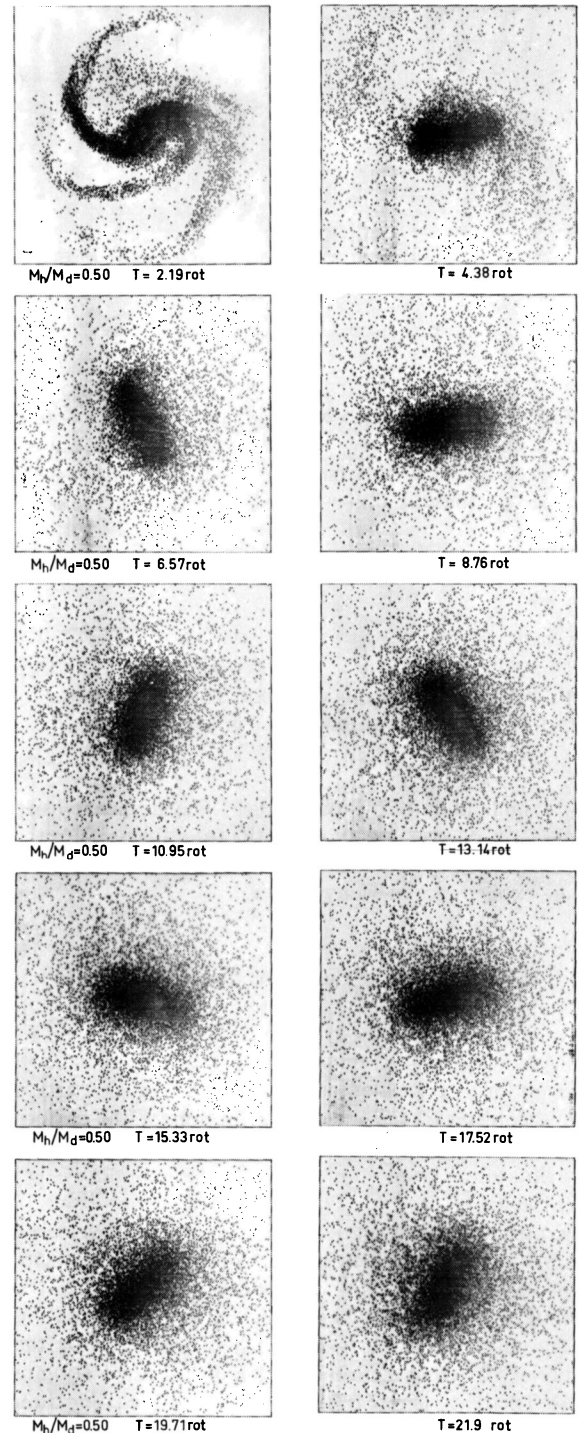 Mh/Md=0.50 T = 2.19 rot
T = 4.38 rot
Mh/Md=0.50 T = 6.57 rot
T = 8.76 rot
Mh/Md=0.50 T = 10.95 rot
T = 13.14 rot
Mh/Md=0.50 T = 15.33 rot
T = 17.52 rot
Mh/Md=0.50 T = 19.71 rot
T = 21.9 rot